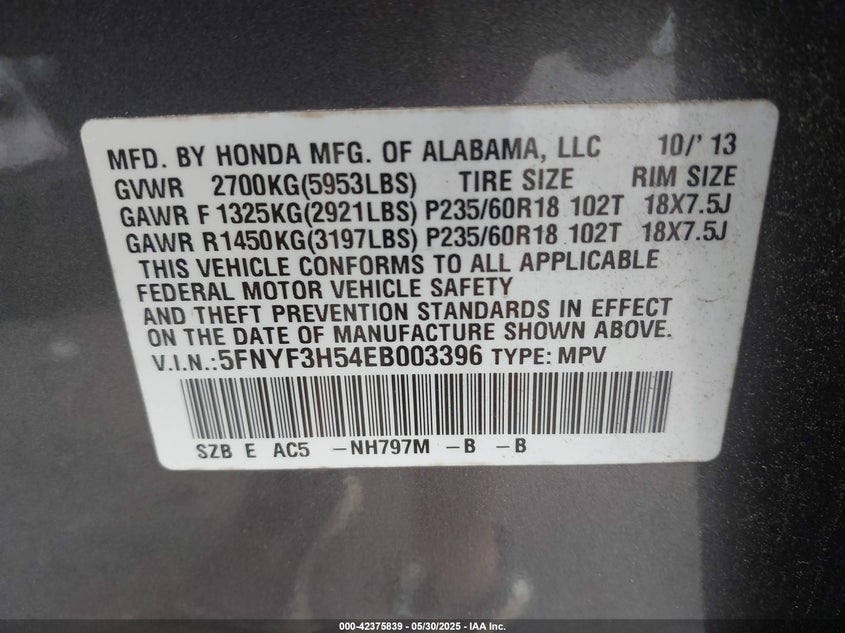 MFD. BY HONDA MFG. OF ALABAMA, LLC 10/' 13
GVWR 2700KG(5953LBS) TIRE SIZE RIM SIZE
GAWR F 1325KG(2921LBS) P235/60R18 102T 18X7.5J
GAWR R1450KG(3197LBS) P235/60R18 102T 18X7.5J
THIS VEHICLE CONFORMS TO ALL APPLICABLE
FEDERAL MOTOR VEHICLE SAFETY
AND THEFT PREVENTION STANDARDS IN EFFECT
ON THE DATE OF MANUFACTURE SHOWN ABOVE.
V.I.N.:5FNYF3H54EB003396 TYPE: MPV
SZB E AC5 -NH797M -B -B
000-42375839 - 05/30/2025 - IAA Inc.